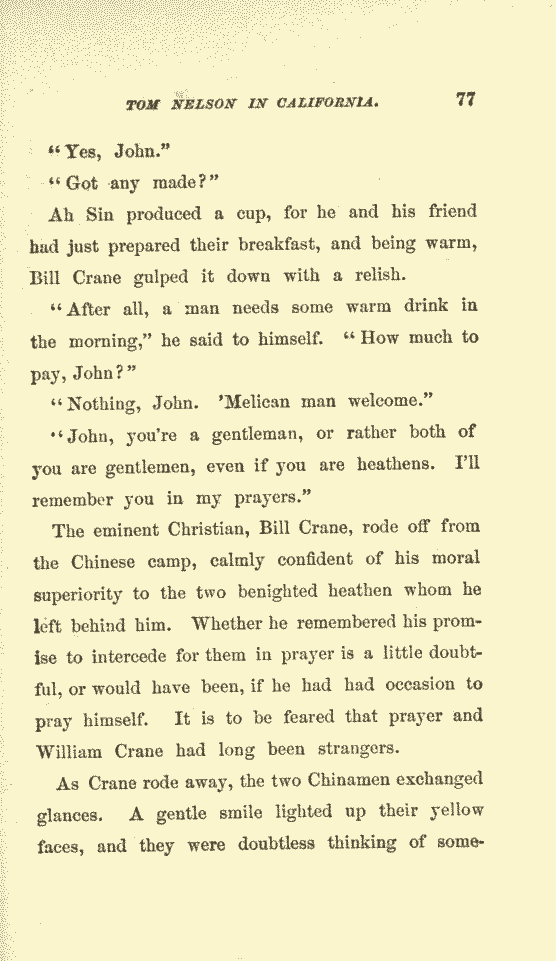 TOM NELSON IN CALIFORNIA. 77
“Yes, John.”
“Got any made?”
Ah Sin produced a cup, for he and his friend
had just prepared their breakfast, and being warm,
Bill Crane gulped it down with a relish.
“After all, a man needs some warm drink in
the morning,” he said to himself. “How much to
pay, John?”
“Nothing, John. ’Melican man welcome.”
“John, you’re a gentleman, or rather both of
you are gentlemen, even if you are heathens. I’ll
remember you in my prayers.”
The eminent Christian, Bill Crane, rode off from
the Chinese camp, calmly confident of his moral
superiority to the two benighted heathen whom he
left behind him. Whether he remembered his prom-
ise to intercede for them in prayer is a little doubt-
ful, or would have been, if he had had occasion to
pray himself. It is to be feared that prayer and
William Crane had long been strangers.
As Crane rode away, the two Chinamen exchanged
glances. A gentle smile lighted up their yellow
faces, and they were doubtless thinking of some-